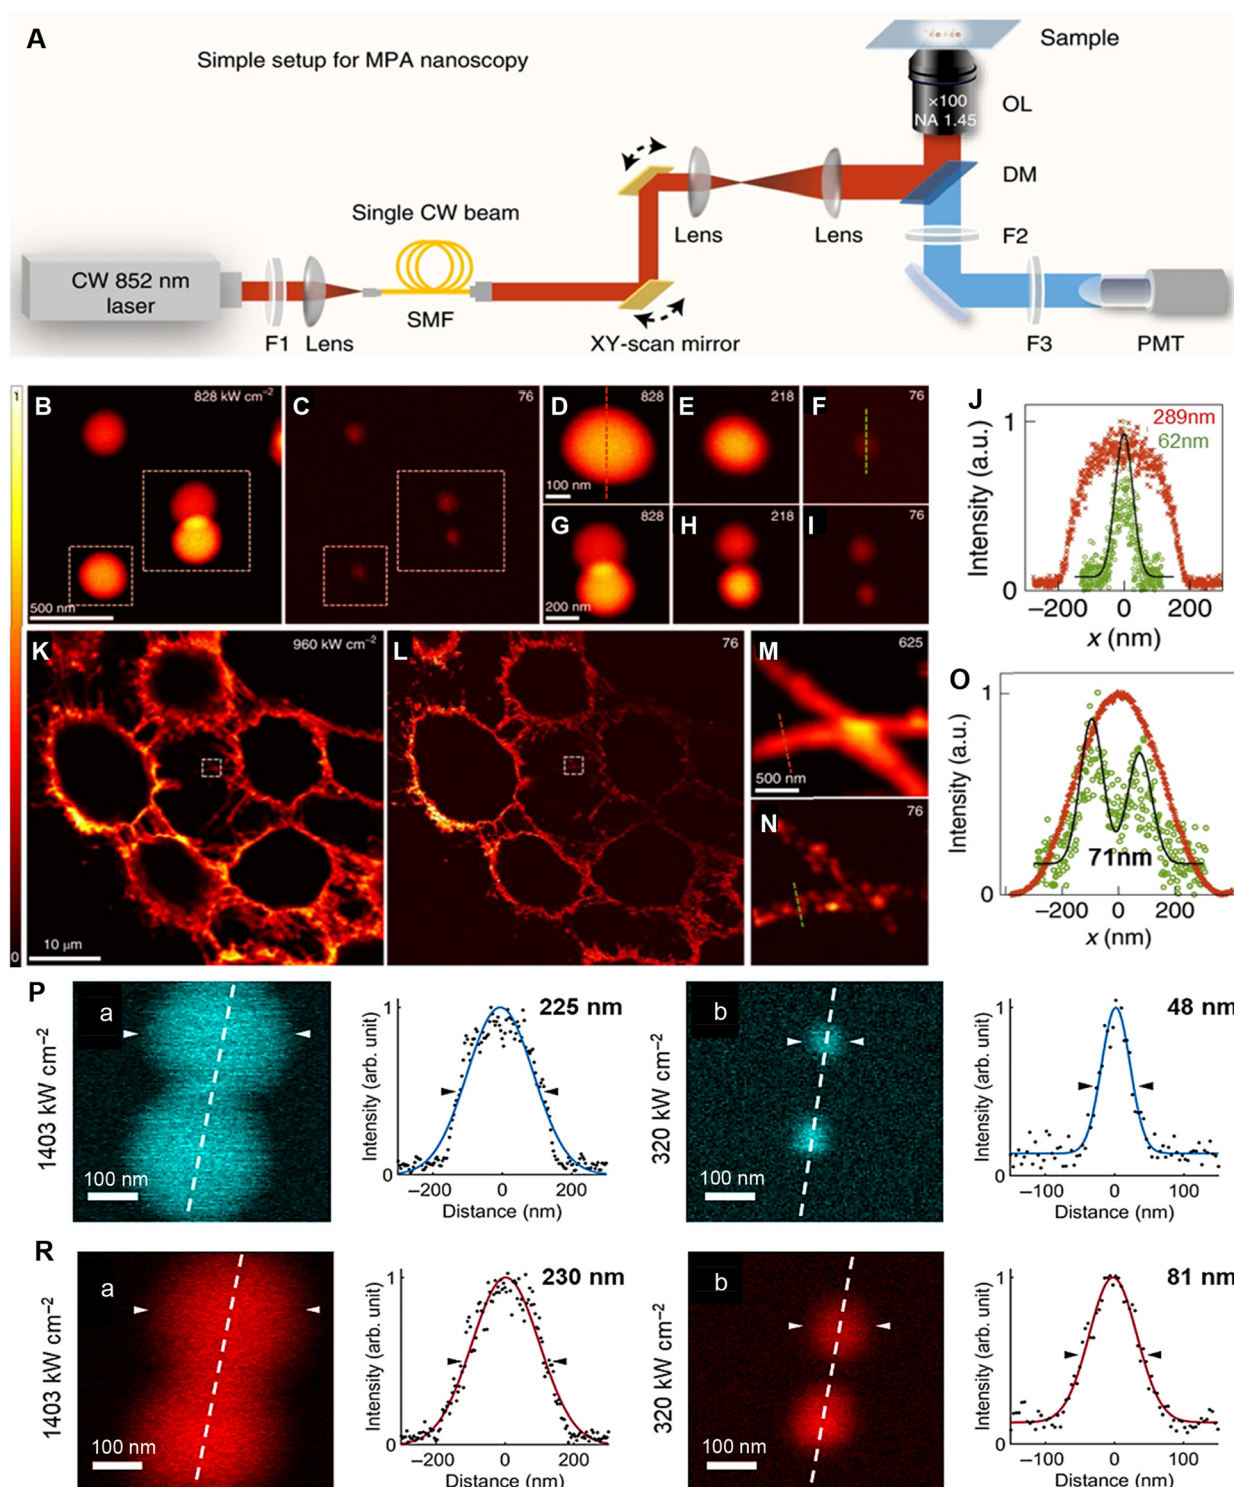 A
Simple setup for MPA nanoscopy
Sample
OL
×100
NA 1.45
DM
F2
Single CW beam
Lens
Lens
CW 852 nm
laser
F1
Lens
SMF
XY-scan mirror
F3
PMT
1
0
B
828 kW cm⁻²
500 nm
C
76
D
828
100 nm
E
218
F
76
G
828
200 nm
H
218
I
76
J
289nm
62nm
Intensity (a.u.)
1
0
−200
0
200
x (nm)
K
960 kW cm⁻²
10 µm
L
76
M
625
500 nm
N
76
O
Intensity (a.u.)
1
0
71nm
−200
0
200
x (nm)
P
1403 kW cm⁻²
a
100 nm
225 nm
Intensity (arb. unit)
1
0
−200
0
200
Distance (nm)
320 kW cm⁻²
b
100 nm
48 nm
Intensity (arb. unit)
1
0
−100
0
100
Distance (nm)
R
1403 kW cm⁻²
a
100 nm
230 nm
Intensity (arb. unit)
1
0
−200
0
200
Distance (nm)
320 kW cm⁻²
b
100 nm
81 nm
Intensity (arb. unit)
1
0
−100
0
100
Distance (nm)